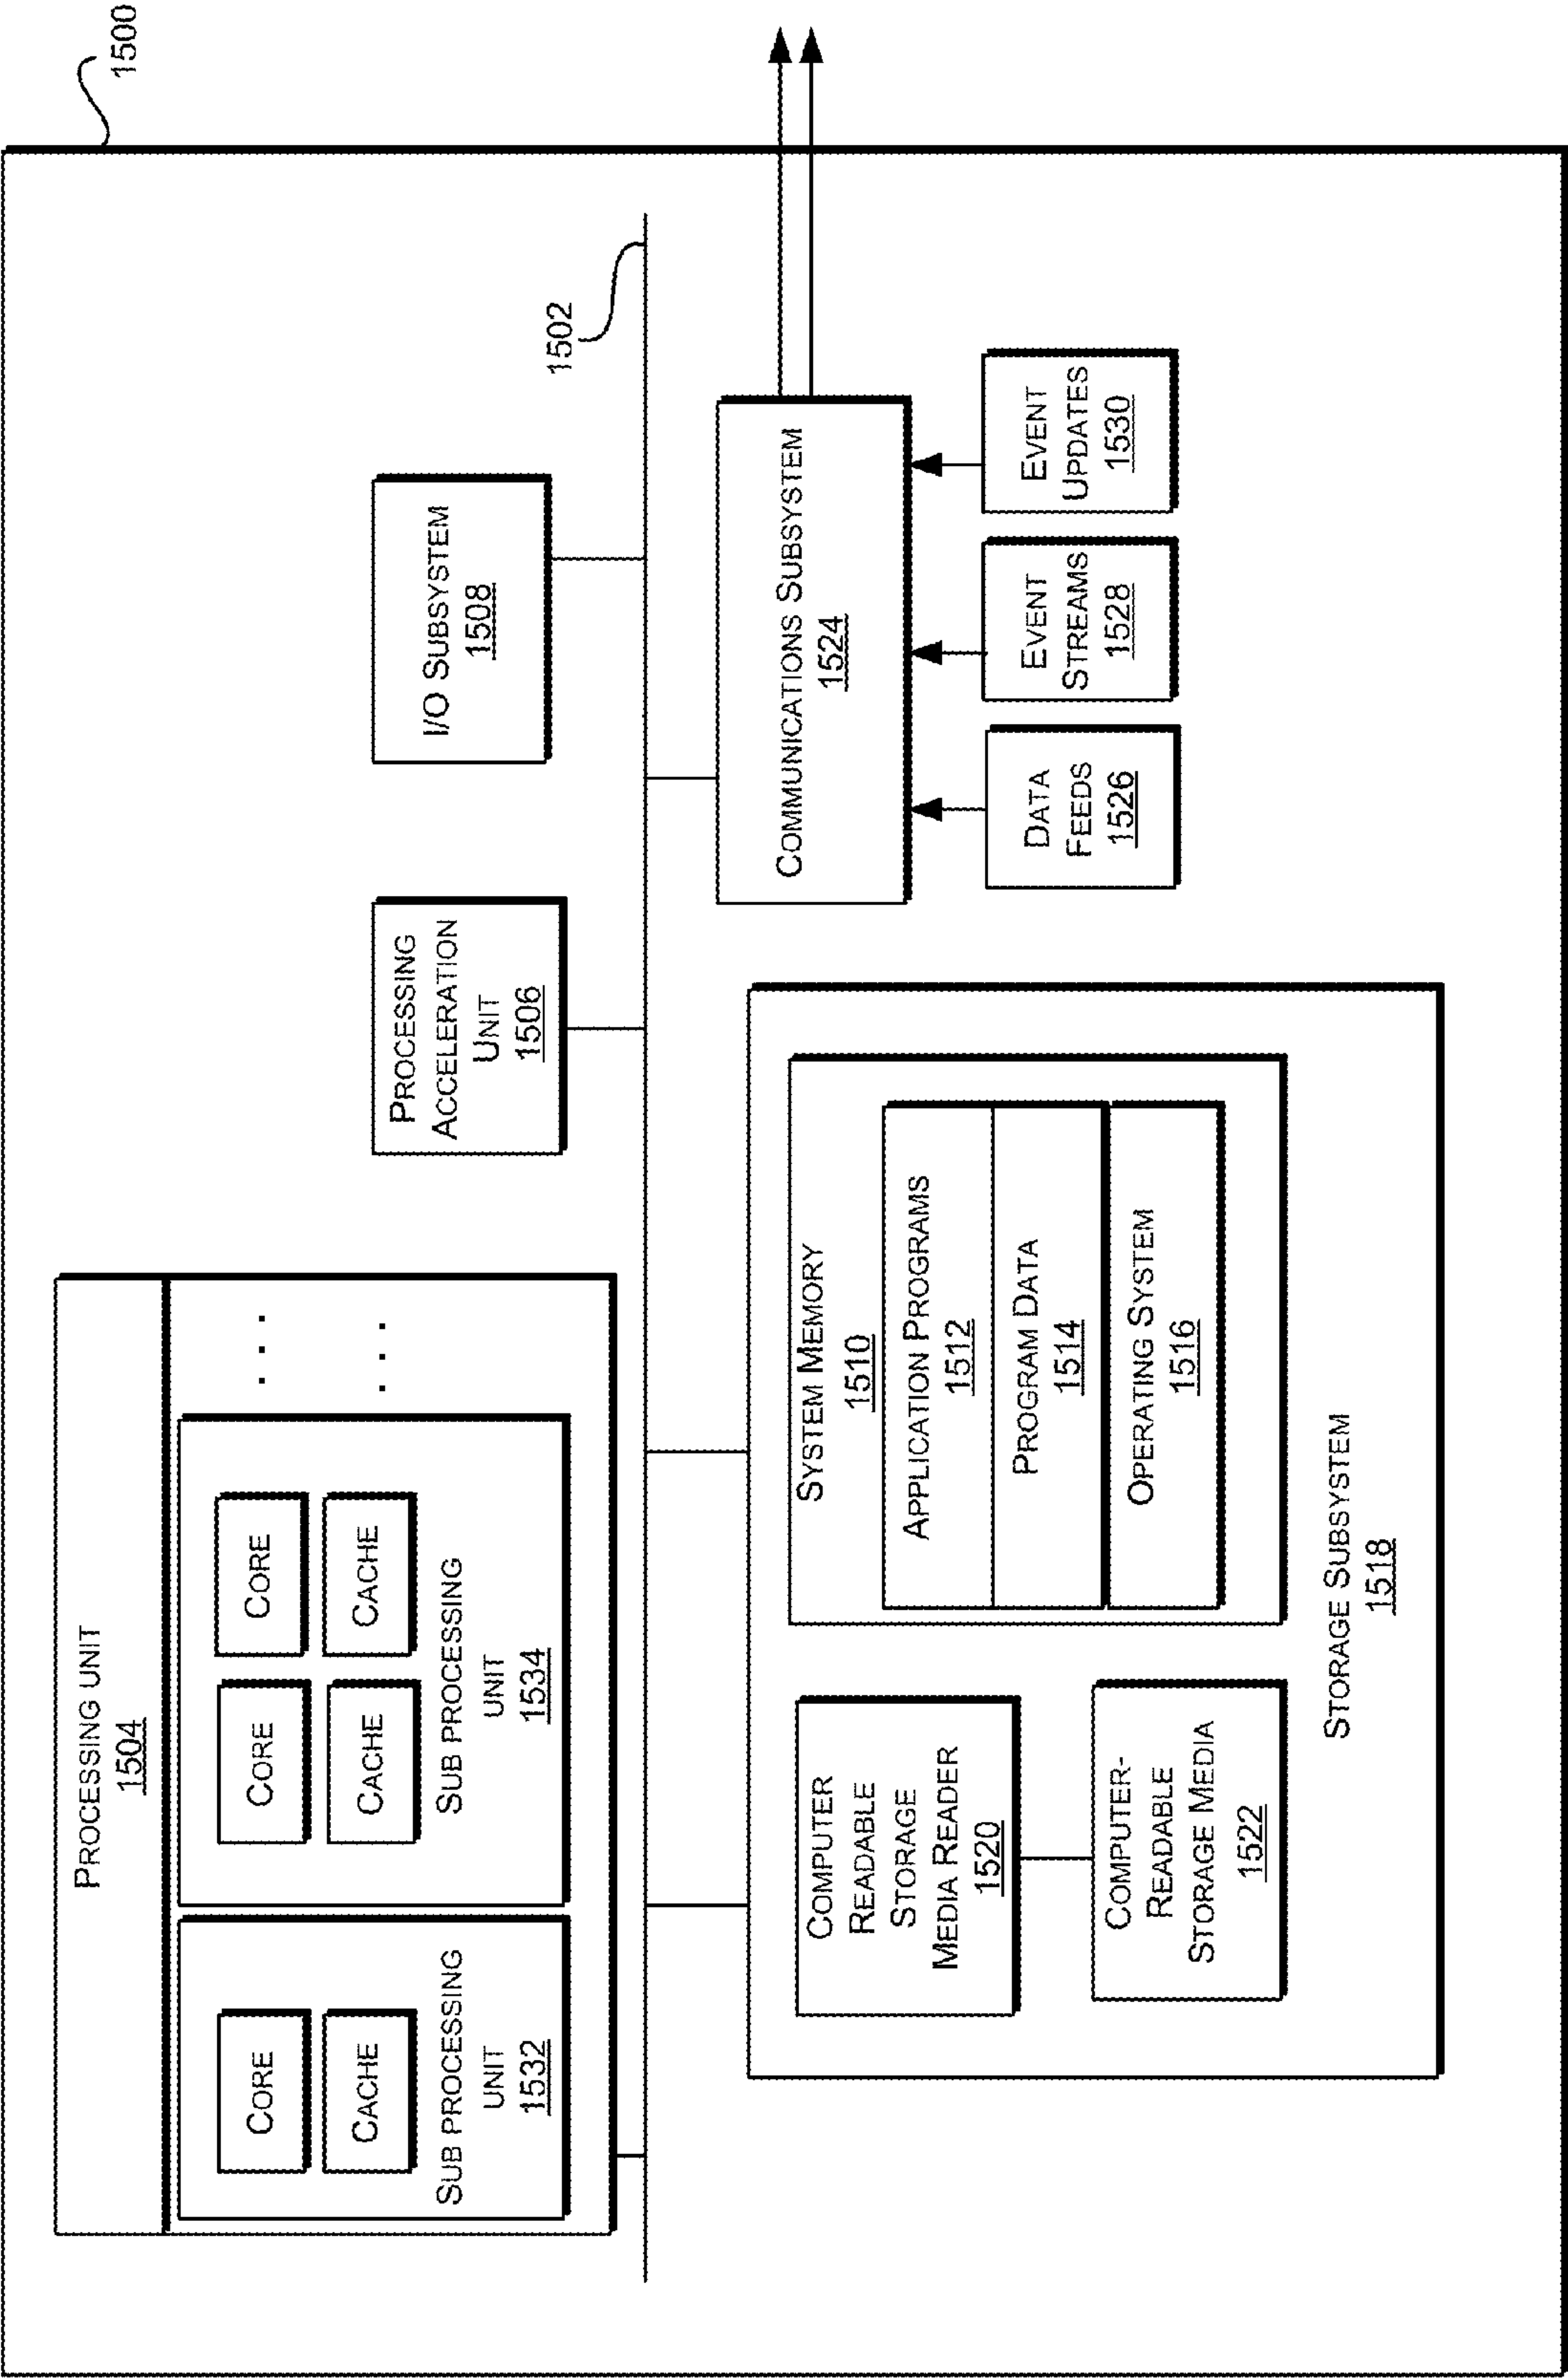 1500
PROCESSING UNIT
1504
CORE
CACHE
SUB PROCESSING
UNIT
1532
CORE
CORE
CACHE
CACHE
SUB PROCESSING
UNIT
1534
. . .
. . .
PROCESSING
ACCELERATION
UNIT
1506
I/O SUBSYSTEM
1508
1502
COMPUTER
READABLE
STORAGE
MEDIA READER
1520
COMPUTER-
READABLE
STORAGE MEDIA
1522
SYSTEM MEMORY
1510
APPLICATION PROGRAMS
1512
PROGRAM DATA
1514
OPERATING SYSTEM
1516
STORAGE SUBSYSTEM
1518
COMMUNICATIONS SUBSYSTEM
1524
DATA
FEEDS
1526
EVENT
STREAMS
1528
EVENT
UPDATES
1530